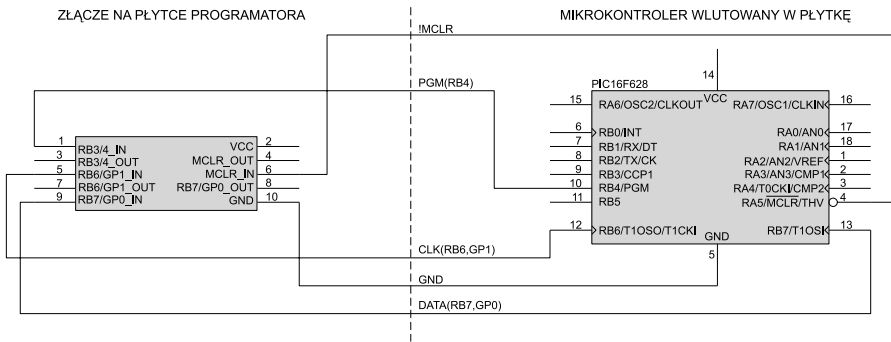 ZŁĄCZE NA PŁYTCE PROGRAMATORA
MIKROKONTROLER WLUTOWANY W PŁYTKĘ
!MCLR
PGM(RB4)
1 RB3/4_IN VCC 2
3 RB3/4_OUT MCLR_OUT 4
5 RB6/GP1_IN MCLR_IN 6
7 RB6/GP1_OUT RB7/GP0_OUT 8
9 RB7/GP0_IN GND 10
14
PIC16F628
VCC
15 RA6/OSC2/CLKOUT RA7/OSC1/CLKIN 16
6 RB0/INT RA0/AN0 17
7 RB1/RX/DT RA1/AN1 18
8 RB2/TX/CK RA2/AN2/VREF 1
9 RB3/CCP1 RA3/AN3/CMP1 2
10 RB4/PGM RA4/T0CKI/CMP2 3
11 RB5 RA5/MCLR/THV 4
12 RB6/T1OSO/T1CKI RB7/T1OSI 13
GND
5
CLK(RB6,GP1)
GND
DATA(RB7,GP0)